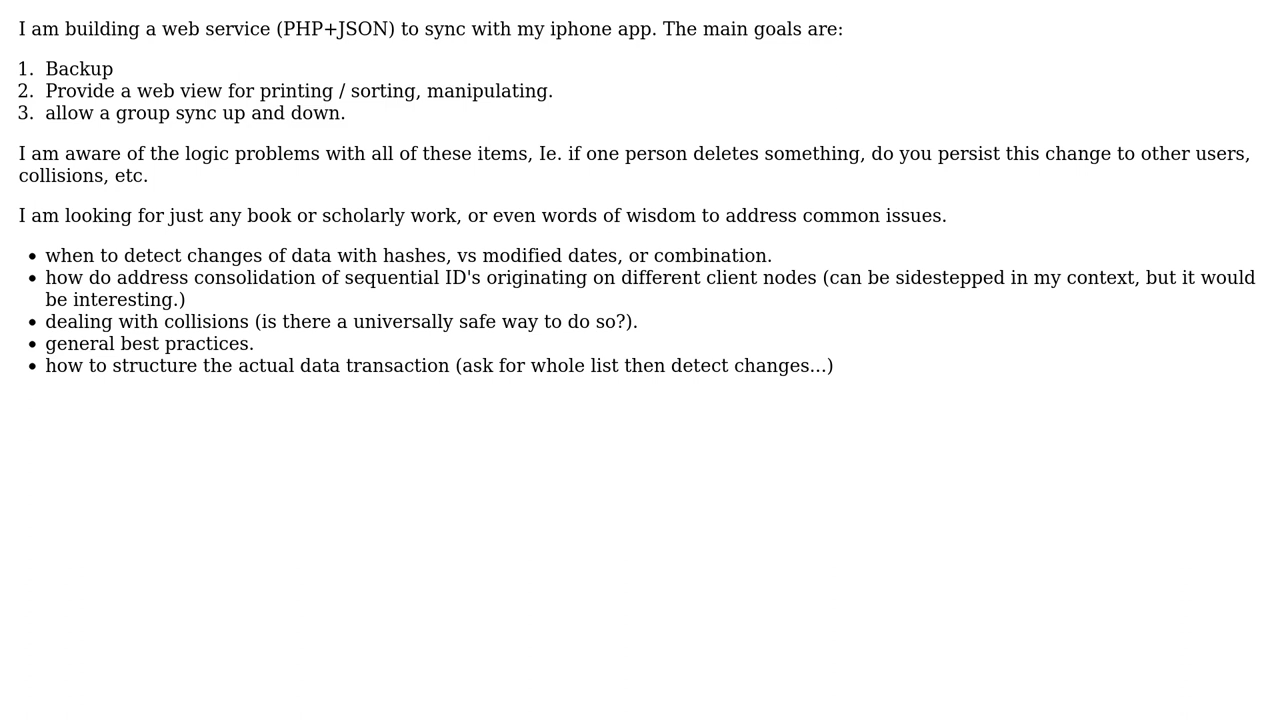 I am building a web service (PHP+JSON) to sync with my iphone app. The main goals are:
1. Backup
2. Provide a web view for printing / sorting, manipulating.
3. allow a group sync up and down.
I am aware of the logic problems with all of these items, Ie. if one person deletes something, do you persist this change to other users,
collisions, etc.
I am looking for just any book or scholarly work, or even words of wisdom to address common issues.
• when to detect changes of data with hashes, vs modified dates, or combination.
• how do address consolidation of sequential ID's originating on different client nodes (can be sidestepped in my context, but it would
be interesting.)
• dealing with collisions (is there a universally safe way to do so?).
• general best practices.
• how to structure the actual data transaction (ask for whole list then detect changes...)